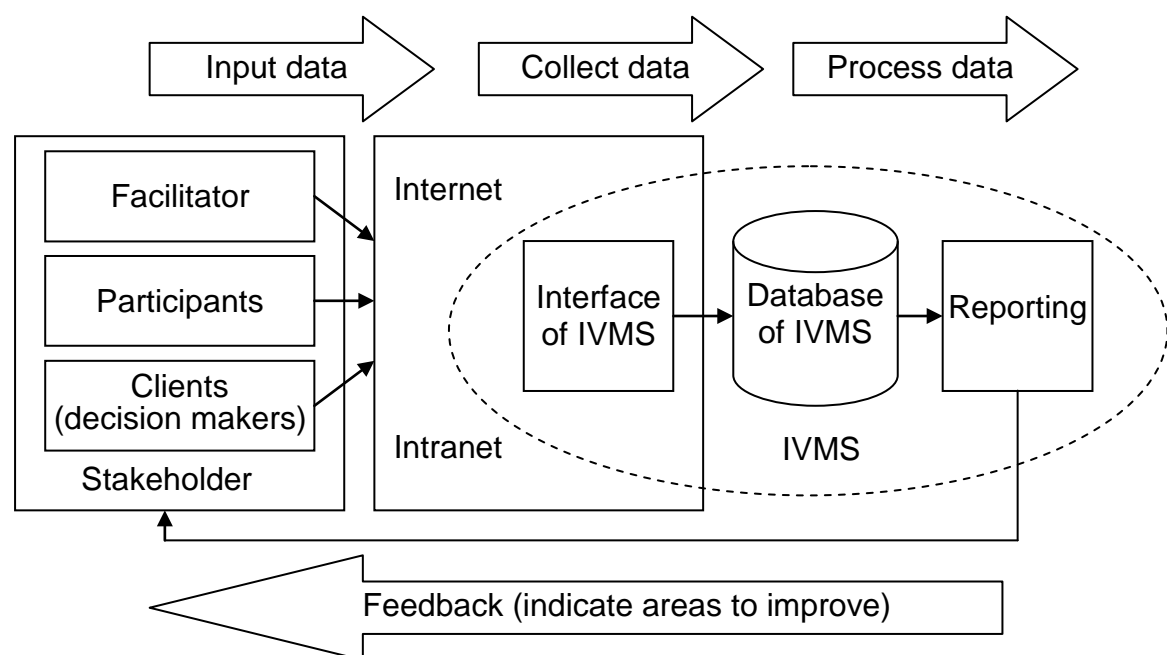 Input data
Collect data
Process data
Facilitator
Participants
Clients
(decision makers)
Stakeholder
Internet
Intranet
Interface
of IVMS
Database
of IVMS
Reporting
IVMS
Feedback (indicate areas to improve)